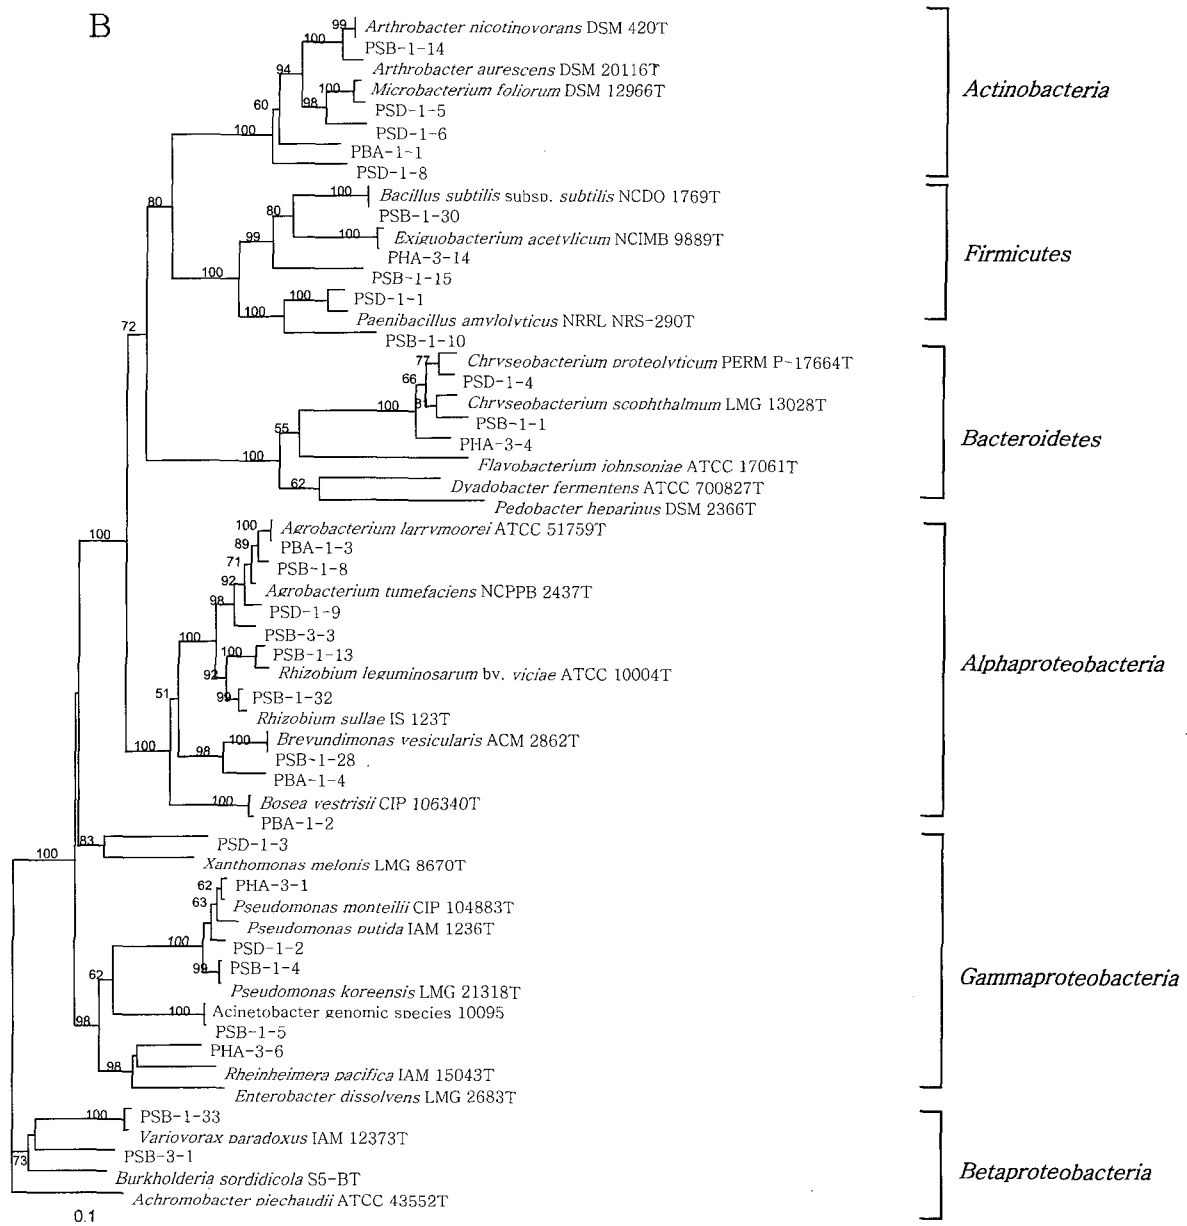 B
99
Arthrobacter nicotinovorans DSM 420T
100
PSB-1-14
94
Arthrobacter aurescens DSM 20116T
100
Microbacterium foliorum DSM 12966T
Actinobacteria
60
98
PSD-1-5
100
PSD-1-6
PBA-1-1
PSD-1-8
80
100
Bacillus subtilis subsp. subtilis NCDO 1769T
80
PSB-1-30
99
100
Exiguobacterium acetylicum NCIMB 9889T
Firmicutes
PHA-3-14
100
PSB-1-15
100
PSD-1-1
100
Paenibacillus amylolyticus NRRL NRS-290T
72
PSB-1-10
77
Chryseobacterium proteolyticum PERM P-17664T
66
PSD-1-4
100
81
Chryseobacterium scophthalmum LMG 13028T
55
PSB-1-1
Bacteroidetes
PHA-3-4
100
Flavobacterium johnsoniae ATCC 17061T
62
Dyadobacter fermentens ATCC 700827T
Pedobacter heparinus DSM 2366T
100
100
Agrobacterium larrymoorei ATCC 51759T
89
PBA-1-3
71
PSB-1-8
92
Agrobacterium tumefaciens NCPPB 2437T
98
PSD-1-9
100
PSB-3-3
100
PSB-1-13
92
Rhizobium leguminosarum bv. viciae ATCC 10004T
Alphaproteobacteria
51
99
PSB-1-32
Rhizobium sullae IS 123T
100
98
100
Brevundimonas vesicularis ACM 2862T
PSB-1-28
PBA-1-4
100
Bosea vestrisii CIP 106340T
PBA-1-2
83
PSD-1-3
100
Xanthomonas melonis LMG 8670T
62
PHA-3-1
63
Pseudomonas monteilii CIP 104883T
Pseudomonas putida IAM 1236T
100
PSD-1-2
62
99
PSB-1-4
Gammaproteobacteria
Pseudomonas koreensis LMG 21318T
100
Acinetobacter genomic species 10095
98
PSB-1-5
PHA-3-6
98
Rheinheimera pacifica IAM 15043T
Enterobacter dissolvens LMG 2683T
100
PSB-1-33
Variovorax paradoxus IAM 12373T
73
PSB-3-1
Burkholderia sordidicola S5-BT
Betaproteobacteria
Achromobacter piechaudii ATCC 43552T
0.1